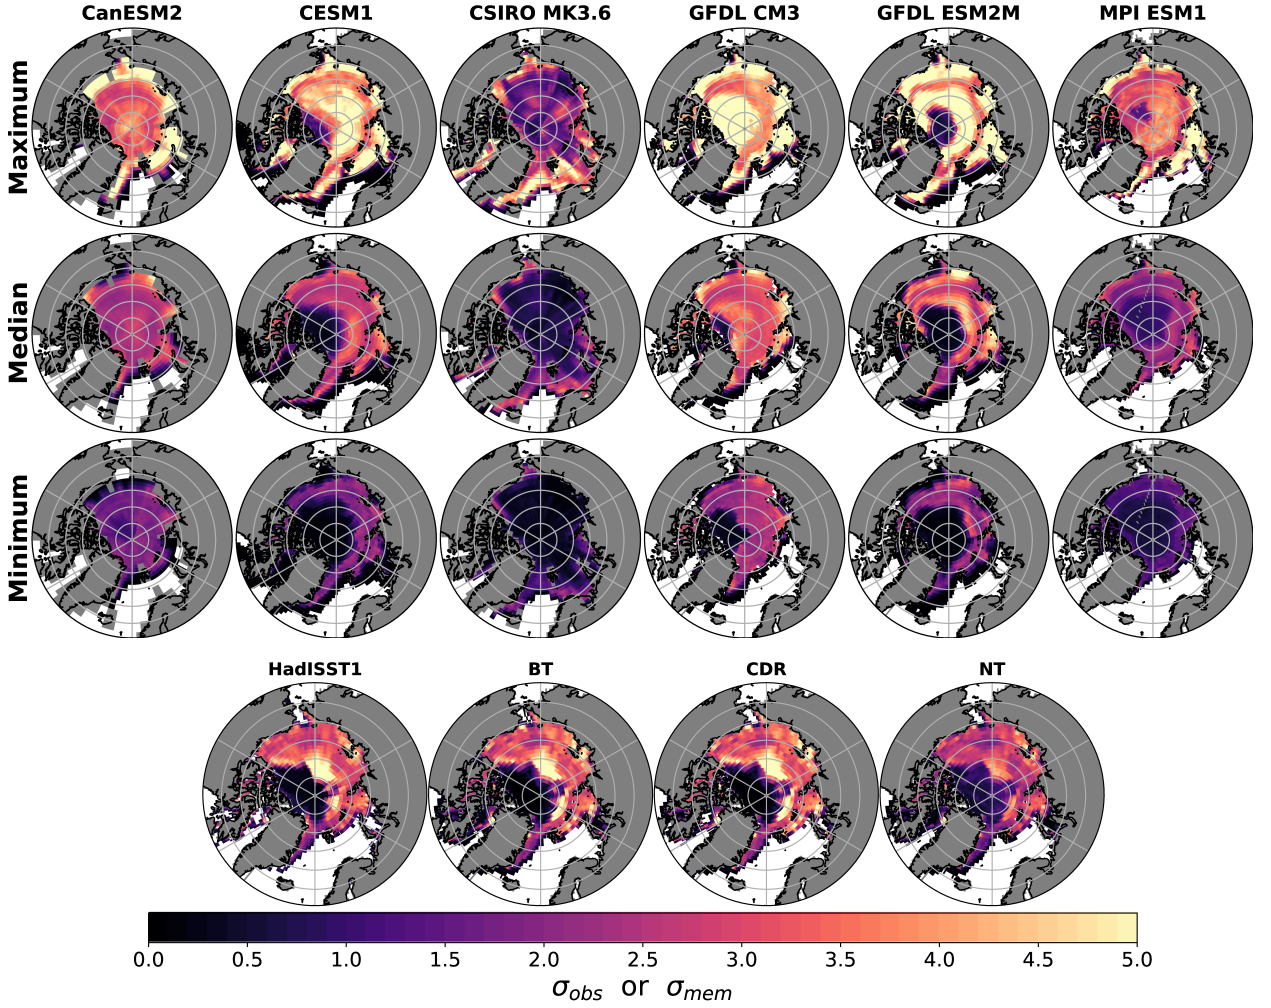 CanESM2 CESM1 CSIRO MK3.6 GFDL CM3 GFDL ESM2M MPI ESM1
Maximum
Median
Minimum
HadISST1 BT CDR NT
0.0 0.5 1.0 1.5 2.0 2.5 3.0 3.5 4.0 4.5 5.0
σobs or σmem